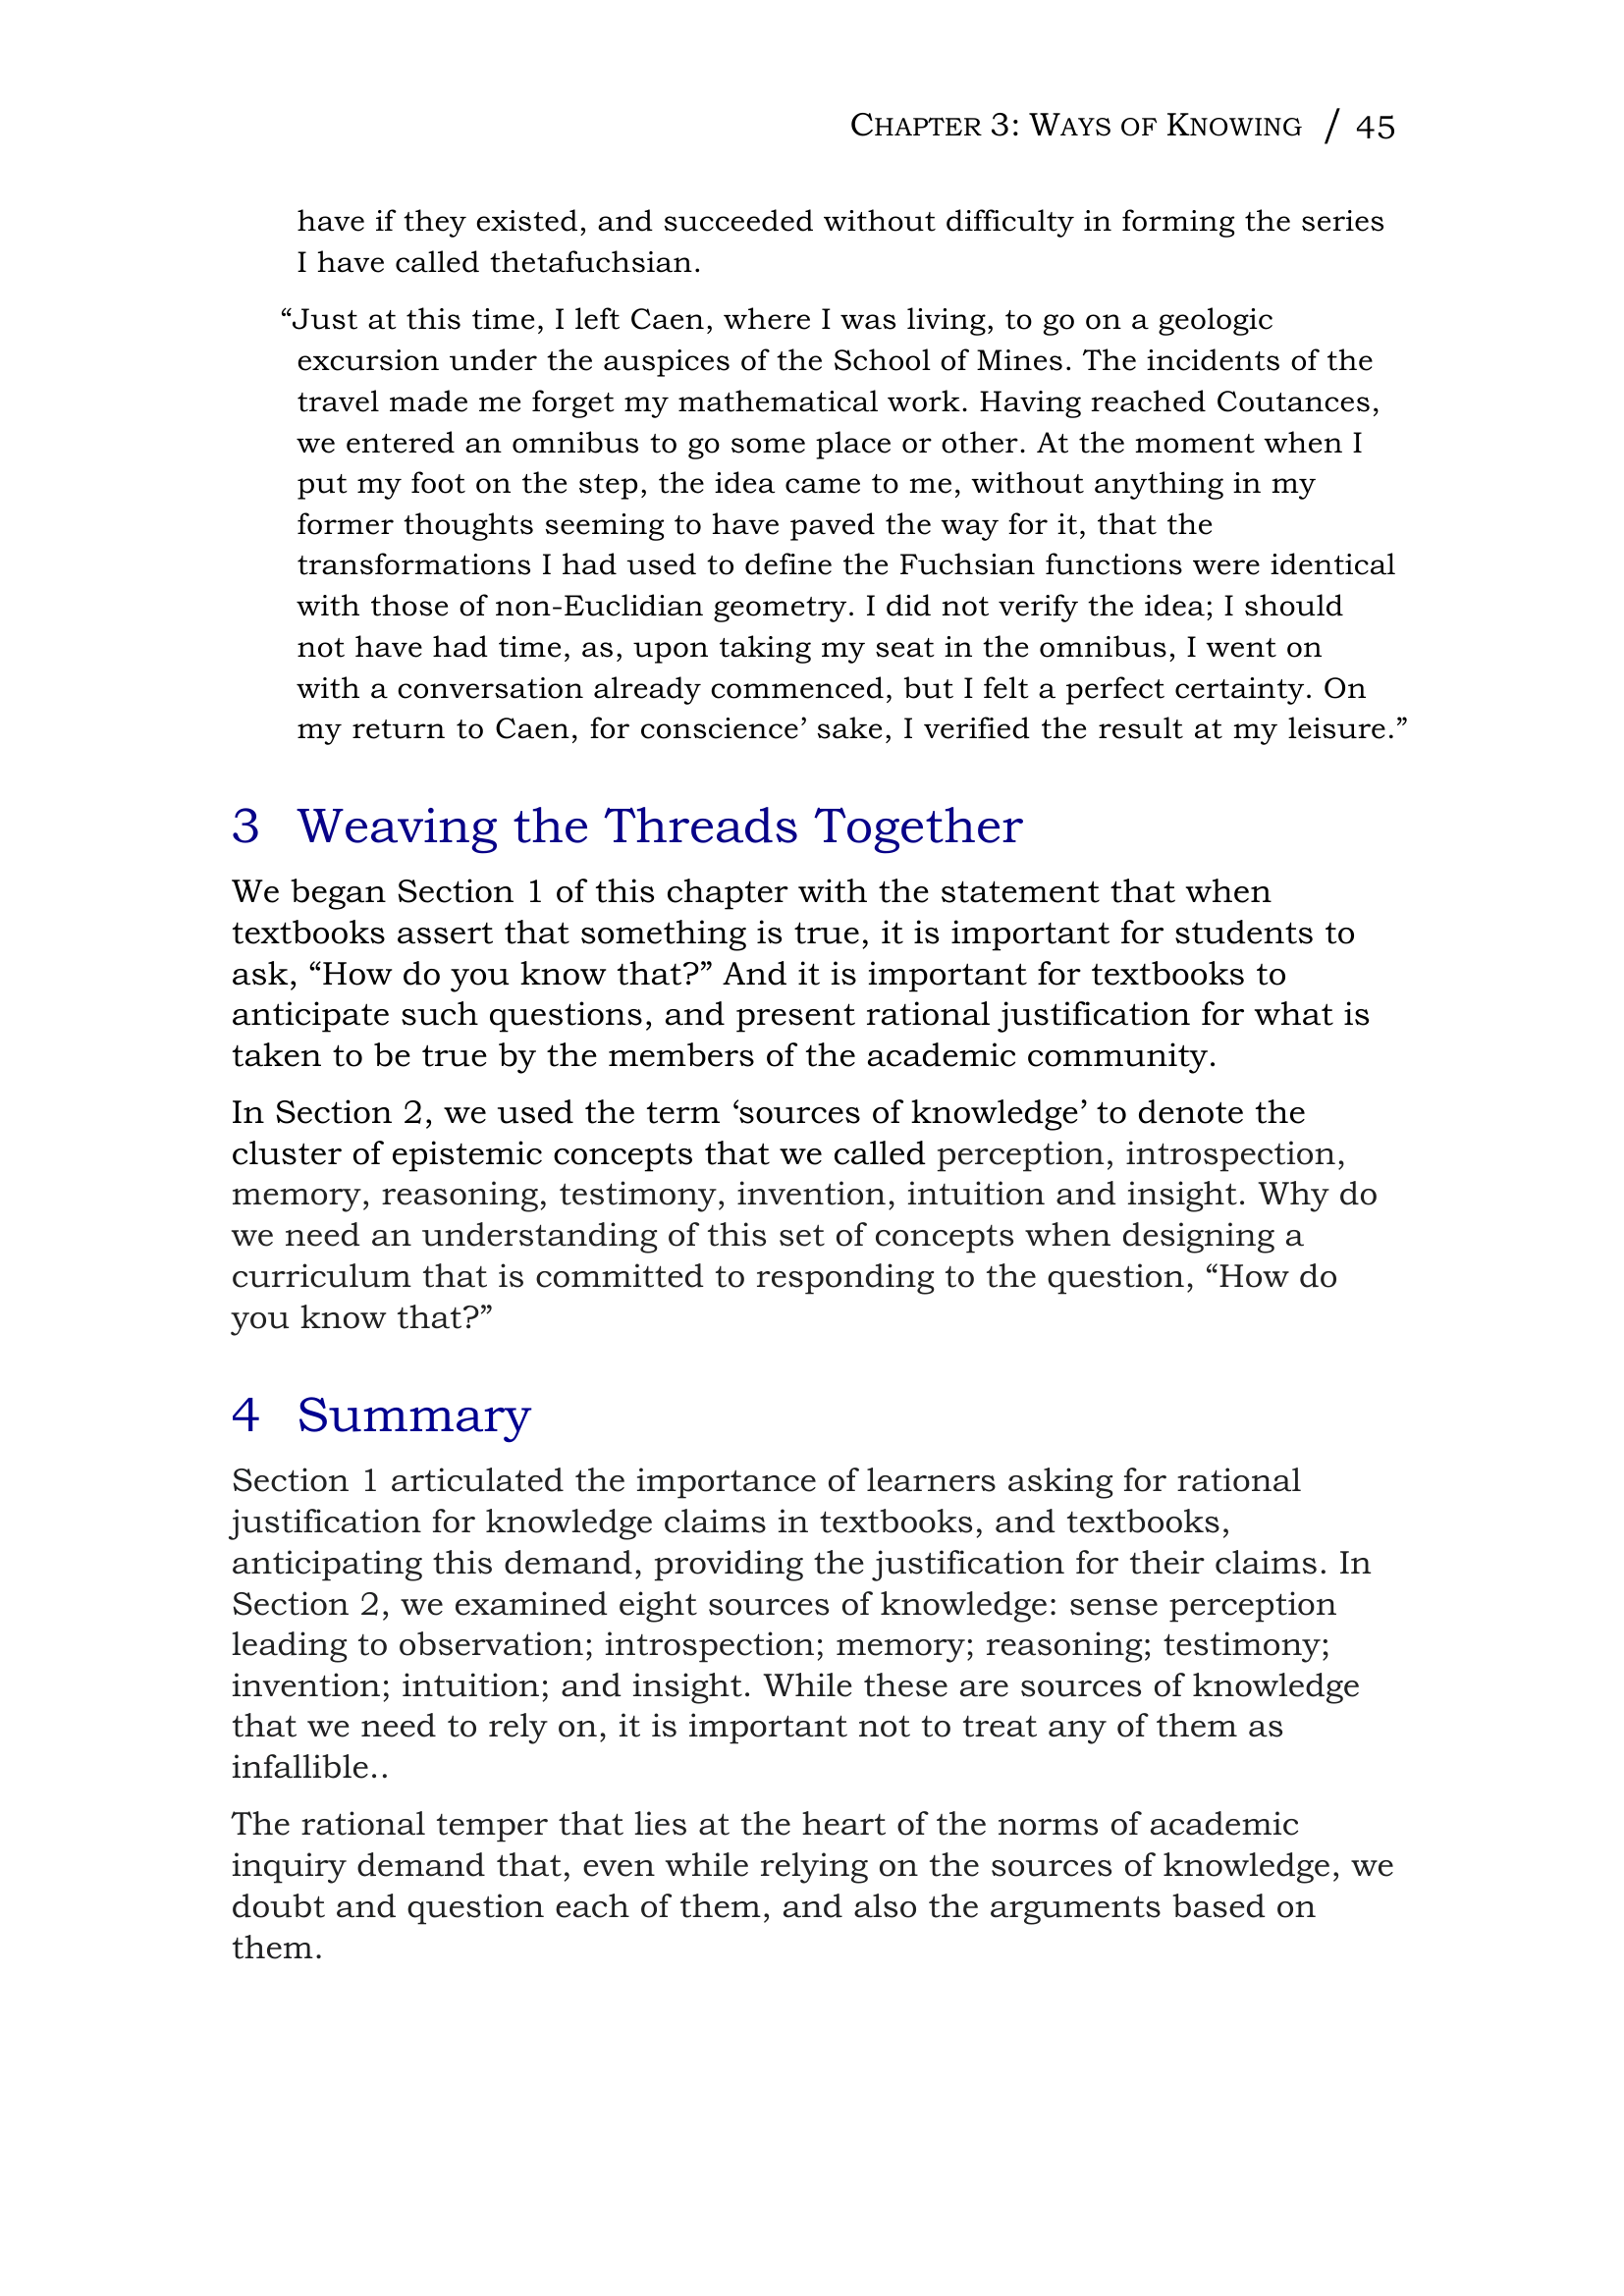 CHAPTER 3: WAYS OF KNOWING / 45
have if they existed, and succeeded without difficulty in forming the series
I have called thetafuchsian.
“Just at this time, I left Caen, where I was living, to go on a geologic
excursion under the auspices of the School of Mines. The incidents of the
travel made me forget my mathematical work. Having reached Coutances,
we entered an omnibus to go some place or other. At the moment when I
put my foot on the step, the idea came to me, without anything in my
former thoughts seeming to have paved the way for it, that the
transformations I had used to define the Fuchsian functions were identical
with those of non-Euclidian geometry. I did not verify the idea; I should
not have had time, as, upon taking my seat in the omnibus, I went on
with a conversation already commenced, but I felt a perfect certainty. On
my return to Caen, for conscience’ sake, I verified the result at my leisure.”
3 Weaving the Threads Together
We began Section 1 of this chapter with the statement that when
textbooks assert that something is true, it is important for students to
ask, “How do you know that?” And it is important for textbooks to
anticipate such questions, and present rational justification for what is
taken to be true by the members of the academic community.
In Section 2, we used the term ‘sources of knowledge’ to denote the
cluster of epistemic concepts that we called perception, introspection,
memory, reasoning, testimony, invention, intuition and insight. Why do
we need an understanding of this set of concepts when designing a
curriculum that is committed to responding to the question, “How do
you know that?”
4 Summary
Section 1 articulated the importance of learners asking for rational
justification for knowledge claims in textbooks, and textbooks,
anticipating this demand, providing the justification for their claims. In
Section 2, we examined eight sources of knowledge: sense perception
leading to observation; introspection; memory; reasoning; testimony;
invention; intuition; and insight. While these are sources of knowledge
that we need to rely on, it is important not to treat any of them as
infallible..
The rational temper that lies at the heart of the norms of academic
inquiry demand that, even while relying on the sources of knowledge, we
doubt and question each of them, and also the arguments based on
them.